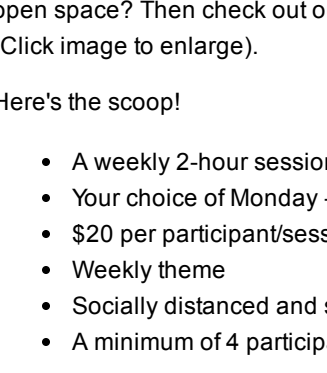 open space? Then check out o
(Click image to enlarge).
Here's the scoop!
• A weekly 2-hour session
• Your choice of Monday -
• $20 per participant/sess
• Weekly theme
• Socially distanced and s
• A minimum of 4 participa